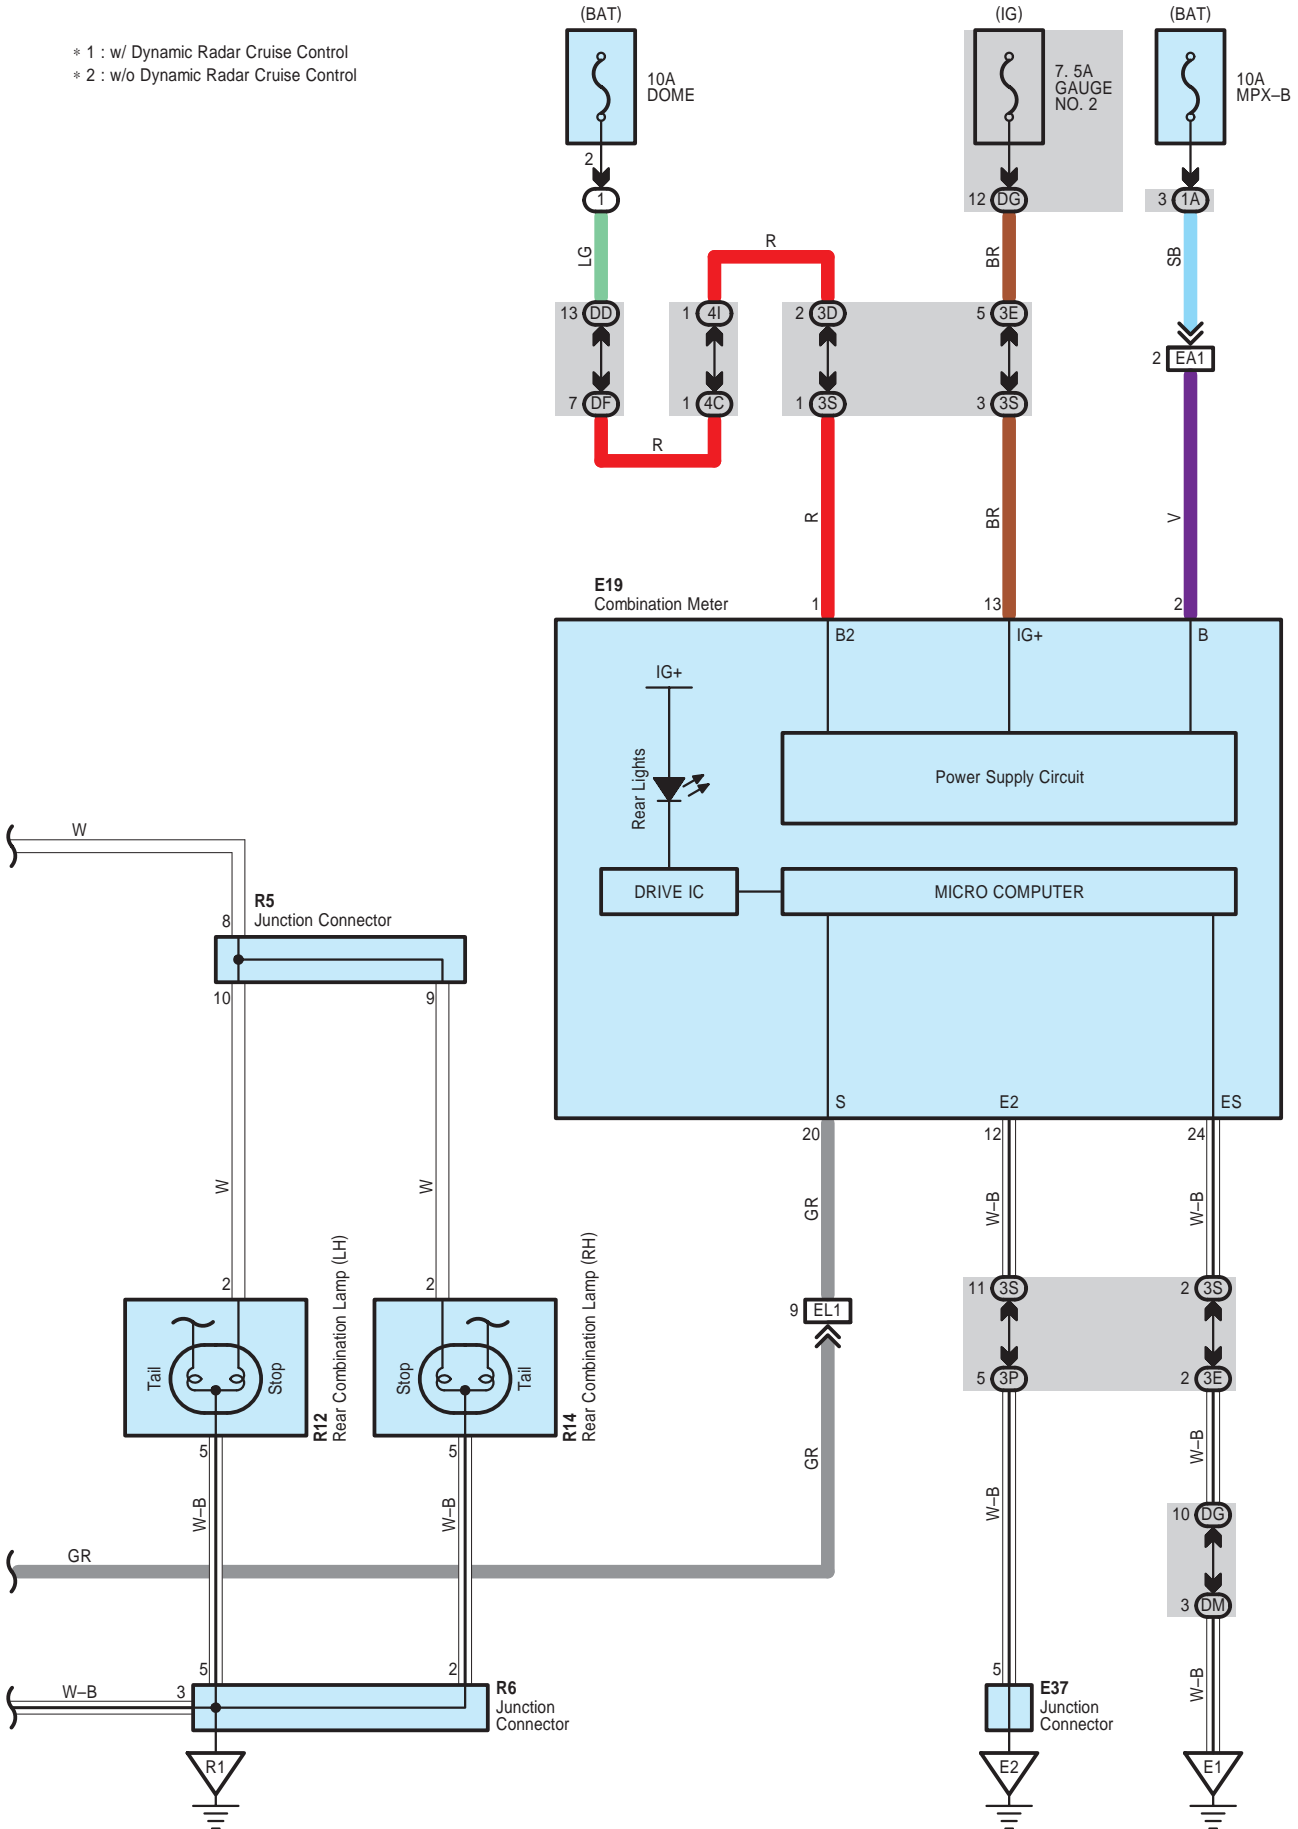 (BAT)
(IG)
(BAT)
* 1 : w/ Dynamic Radar Cruise Control
* 2 : w/o Dynamic Radar Cruise Control
10A
DOME
7. 5A
GAUGE
NO. 2
10A
MPX–B
2
1
12 DG
3 1A
LG
R
BR
SB
13 DD
1 4I
2 3D
5 3E
2 EA1
7 DF
1 4C
1 3S
3 3S
R
R
BR
V
E19
Combination Meter
1
13
2
B2
IG+
B
IG+
Rear Lights
Power Supply Circuit
W
DRIVE IC
MICRO COMPUTER
R5
Junction Connector
8
10
9
S
E2
ES
20
12
24
W
W
GR
W–B
W–B
2
2
11 3S
2 3S
9 EL1
Tail
Stop
R12
Rear Combination Lamp (LH)
Stop
Tail
R14
Rear Combination Lamp (RH)
5 3P
2 3E
5
5
W–B
W–B
GR
W–B
W–B
10 DG
GR
3 DM
5
2
W–B
3
R6
Junction
Connector
5
E37
Junction
Connector
W–B
R1
E2
E1